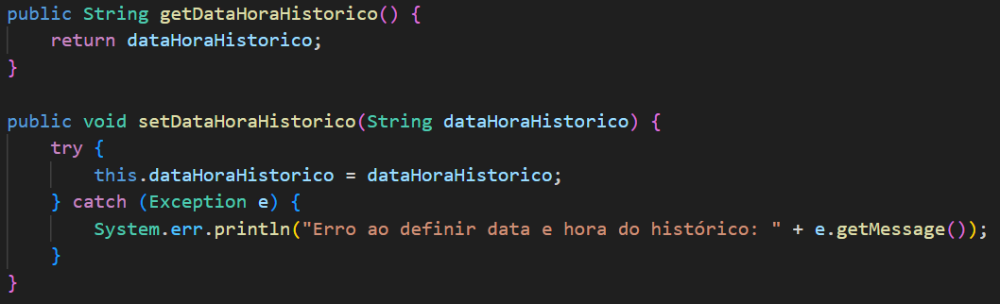 public String getDataHoraHistorico() {
    return dataHoraHistorico;
}

public void setDataHoraHistorico(String dataHoraHistorico) {
    try {
        this.dataHoraHistorico = dataHoraHistorico;
    } catch (Exception e) {
        System.err.println("Erro ao definir data e hora do histórico: " + e.getMessage());
    }
}